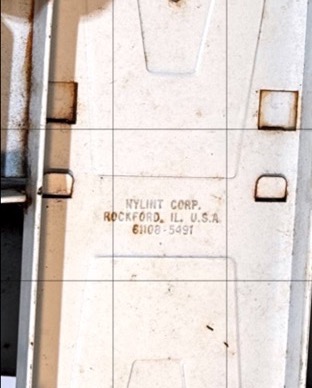 NYLINT CORP.
ROCKFORD, IL. U.S.A.
61108-5491